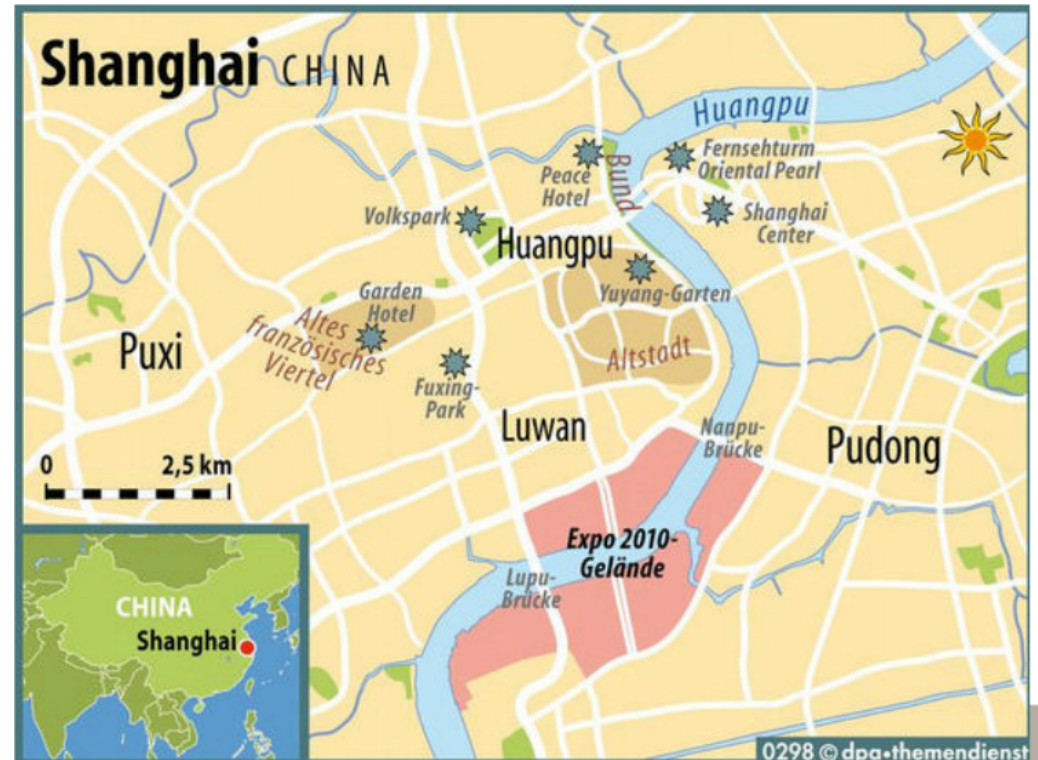 Shanghai CHINA
Huangpu
Fernsehturm
Oriental Pearl
Peace
Hotel
Bund
Shanghai
Center
Volkspark
Huangpu
Yuyang-Garten
Garden
Hotel
Altes
französisches
Viertel
Altstadt
Puxi
Fuxing-
Park
Luwan
Nanpu-
Brücke
Pudong
0 2,5 km
Expo 2010-
Gelände
Lupu-
Brücke
CHINA
Shanghai
0298 © dpa•themendienst